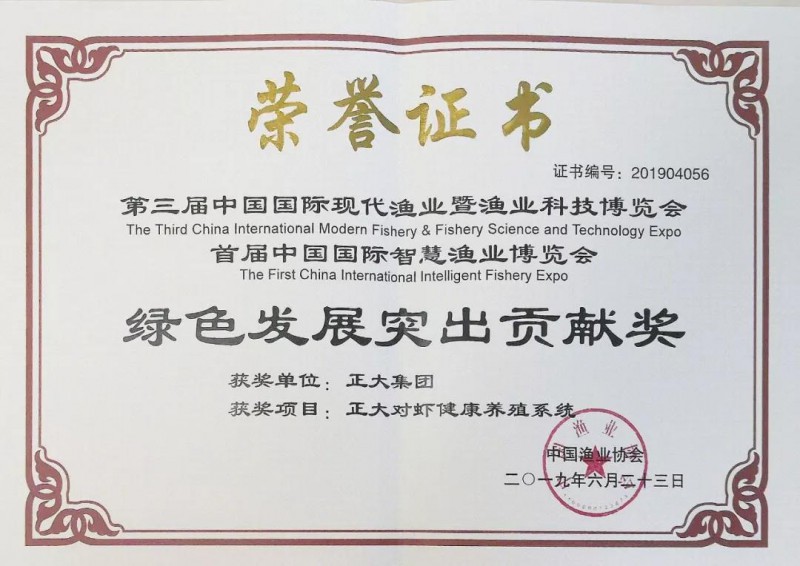 荣誉证书
证书编号：201904056
第三届中国国际现代渔业暨渔业科技博览会
The Third China International Modern Fishery & Fishery Science and Technology Expo
首届中国国际智慧渔业博览会
The First China International Intelligent Fishery Expo
绿色发展突出贡献奖
获奖单位：正大集团
获奖项目：正大对虾健康养殖系统
中国渔业协会
二〇一九年六月二十三日